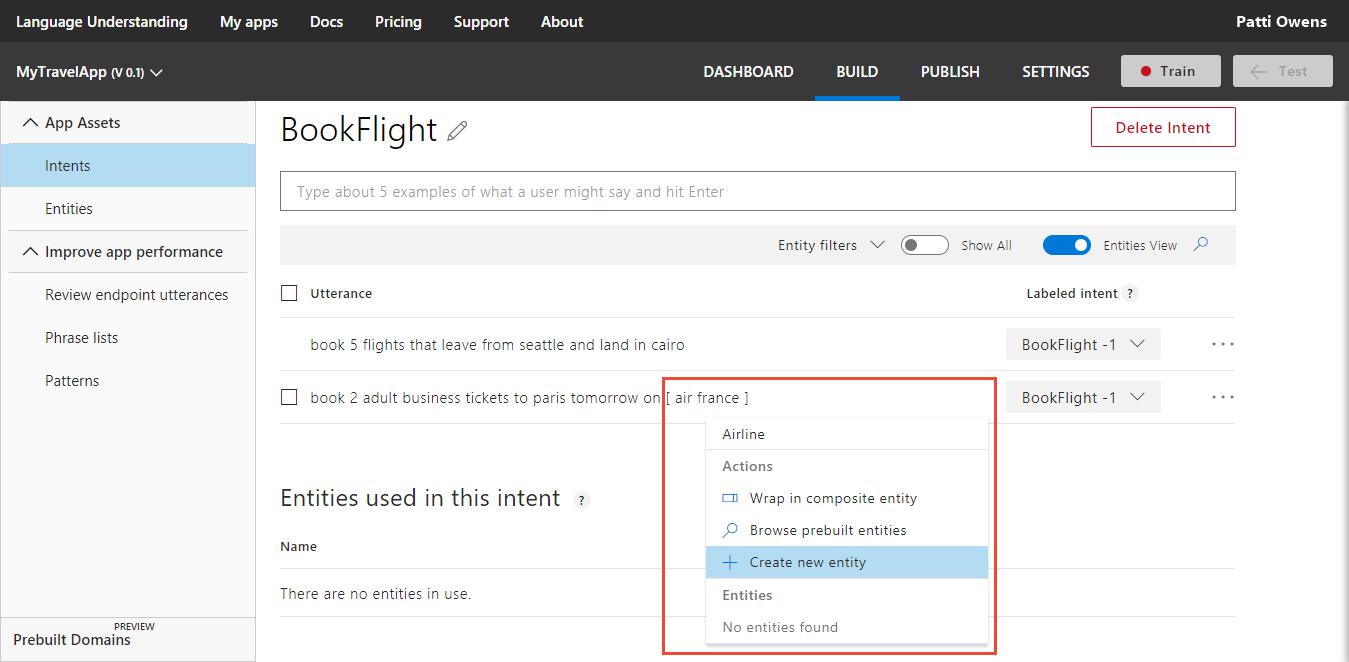 Language Understanding My apps Docs Pricing Support About Patti Owens
MyTravelApp (V 0.1) DASHBOARD BUILD PUBLISH SETTINGS Train Test
App Assets
Intents
Entities
Improve app performance
Review endpoint utterances
Phrase lists
Patterns
PREVIEW
Prebuilt Domains
BookFlight Delete Intent
Type about 5 examples of what a user might say and hit Enter
Entity filters Show All Entities View
Utterance Labeled intent ?
book 5 flights that leave from seattle and land in cairo BookFlight -1 ...
book 2 adult business tickets to paris tomorrow on [ air france ] BookFlight -1 ...
Airline
Actions
Wrap in composite entity
Browse prebuilt entities
Create new entity
Entities
No entities found
Entities used in this intent ?
Name
There are no entities in use.